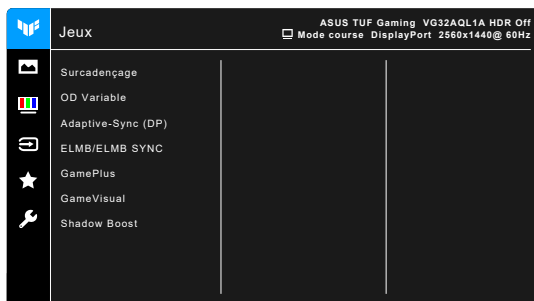 Jeux
ASUS TUF Gaming VG32AQL1A HDR Off
Mode course DisplayPort 2560x1440@ 60Hz
Surcadençage
OD Variable
Adaptive-Sync (DP)
ELMB/ELMB SYNC
GamePlus
GameVisual
Shadow Boost